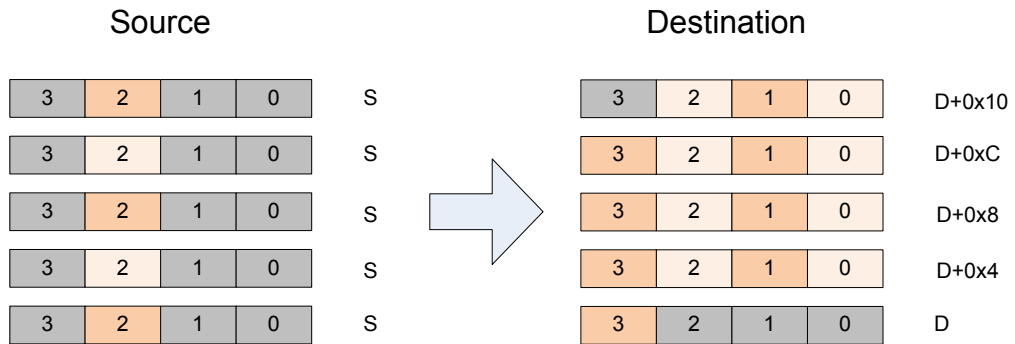 Source Destination
3 2 1 0 S 3 2 1 0 D+0x10
3 2 1 0 S 3 2 1 0 D+0xC
3 2 1 0 S 3 2 1 0 D+0x8
3 2 1 0 S 3 2 1 0 D+0x4
3 2 1 0 S 3 2 1 0 D